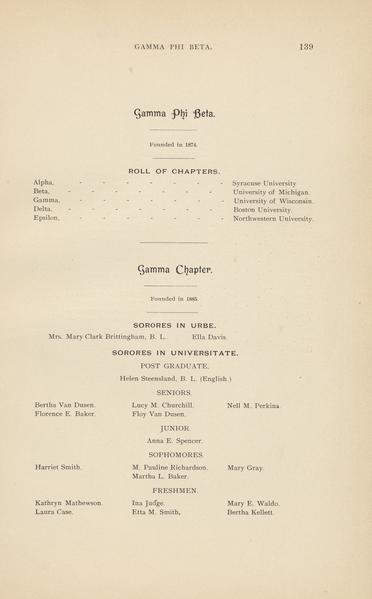 GAMMA PHI BETA. 139
Gamma Phi Beta.
Founded in 1874.
ROLL OF CHAPTERS.
Alpha, - - - - - - - Syracuse University
Beta, - - - - - - - - University of Michigan.
Gamma, - - - - - - - University of Wisconsin.
Delta, - - - - - - - - Boston University.
Epsilon, - - - - - - - Northwestern University.
Gamma Chapter.
Founded in 1885.
SORORES IN URBE.
Mrs. Mary Clark Brittingham, B. L. Ella Davis.
SORORES IN UNIVERSITATE.
POST GRADUATE.
Helen Steensland, B. L. (English.)
SENIORS.
Bertha Van Dusen. Lucy M. Churchill. Nell M. Perkins.
Florence E. Baker. Floy Van Dusen.
JUNIOR.
Anna E. Spencer.
SOPHOMORES.
Harriet Smith. M. Pauline Richardson. Mary Gray.
Martha L. Baker.
FRESHMEN.
Kathryn Mathewson. Ina Judge. Mary E. Waldo.
Laura Case. Etta M. Smith, Bertha Kellett.